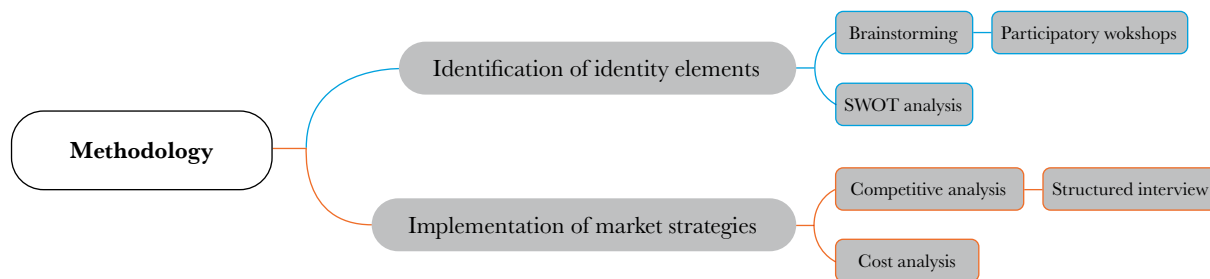 Methodology
Identification of identity elements
Brainstorming
Participatory wokshops
SWOT analysis
Implementation of market strategies
Competitive analysis
Structured interview
Cost analysis